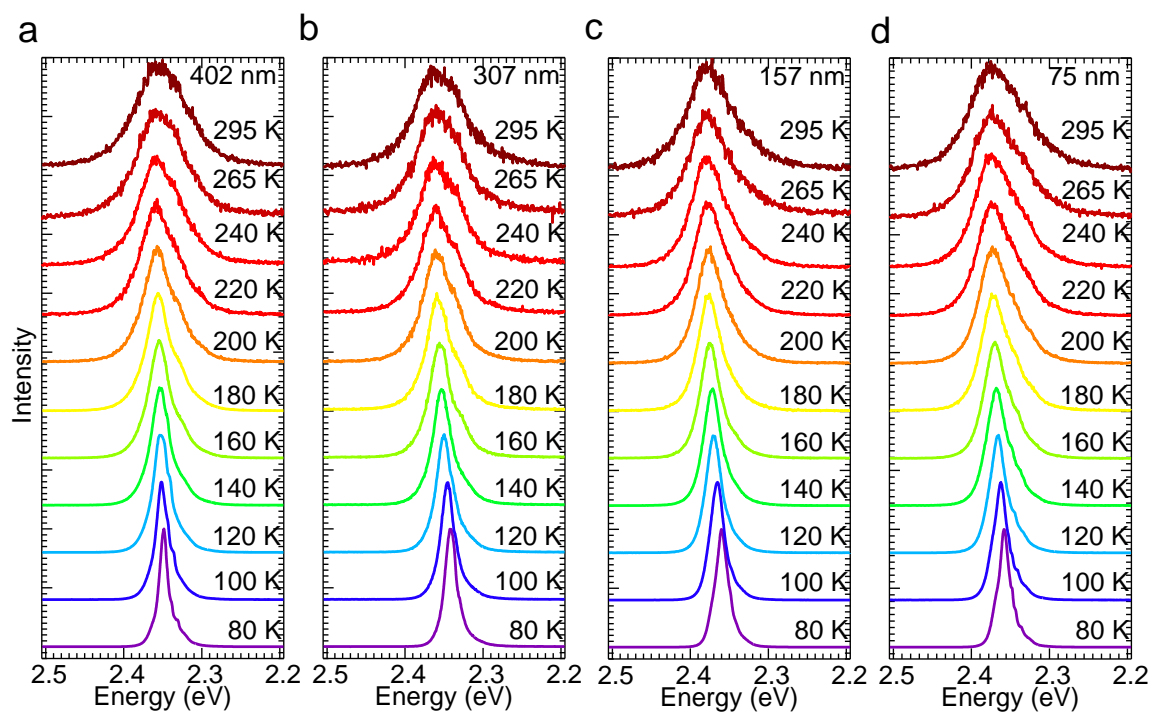 a
402 nm
295 K
265 K
240 K
220 K
200 K
180 K
160 K
140 K
120 K
100 K
80 K
Intensity
2.5 2.4 2.3 2.2
Energy (eV)
b
307 nm
295 K
265 K
240 K
220 K
200 K
180 K
160 K
140 K
120 K
100 K
80 K
2.5 2.4 2.3 2.2
Energy (eV)
c
157 nm
295 K
265 K
240 K
220 K
200 K
180 K
160 K
140 K
120 K
100 K
80 K
2.5 2.4 2.3 2.2
Energy (eV)
d
75 nm
295 K
265 K
240 K
220 K
200 K
180 K
160 K
140 K
120 K
100 K
80 K
2.5 2.4 2.3 2.2
Energy (eV)